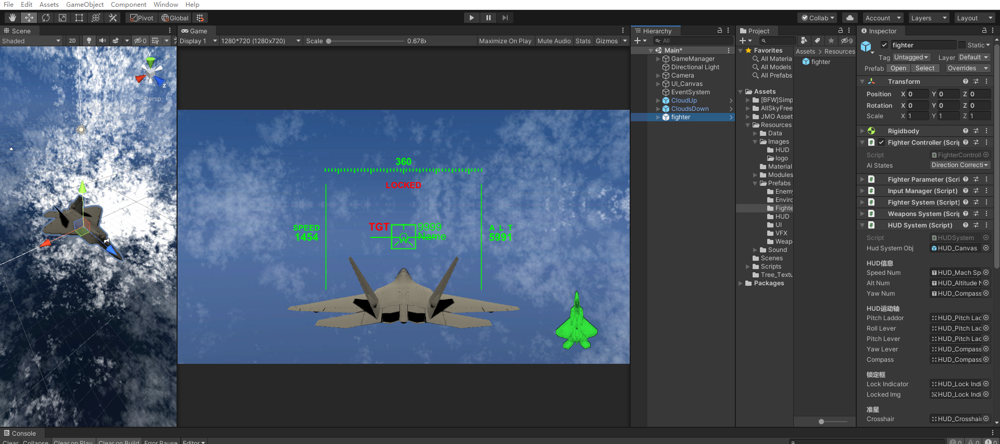 File Edit Assets GameObject Component Window Help
Pivot Global
Collab Account Layers Layout
Scene
Shaded 2D 0
y
x
z
Persp
Game
Display 1 1280*720 (1280x720) Scale 0.678x Maximize On Play Mute Audio Stats Gizmos
360
LOCKED
SPEED
1454
TGT
9999
Name
A L T
5991
Hierarchy
All
Main*
GameManager
Directional Light
Camera
UI_Canvas
EventSystem
CloudUp
CloudsDown
fighter
Project
9
Favorites
All Materia
All Models
All Prefabs
Assets
[BFW]Simp
AllSkyFree
JMO Asset
Resources
Data
Images
HUD
logo
Material
Modules
Prefabs
Enemy
Enviro
Fighte
HUD
UI
VFX
Weap
Sound
Scenes
Scripts
Tree_Textu
Packages
Assets > Resources
fighter
Inspector
fighter Static
Tag Untagged Layer Default
Prefab Open Select Overrides
Transform
Position X 0 Y 0 Z 0
Rotation X 0 Y 0 Z 0
Scale X 1 Y 1 Z 1
Rigidbody
# Fighter Controller (Scrip
Script # FighterControll
Ai States Direction Correcti
# Fighter Parameter (Scri
# Input Manager (Script)
# Fighter System (Script)
# Weapons System (Scrip
# HUD System (Script)
Script # HUDSystem
Hud System Obj HUD_Canvas
HUD信息
Speed Num HUD_Mach Sp
Alt Num HUD_Altitude N
Yaw Num HUD_Compass
HUD运动轴
Pitch Laddor HUD_Pitch Lad
Roll Lever HUD_Pitch Lad
Pitch Lever HUD_Pitch Lad
Yaw Lever HUD_Compass
Compass HUD_Compass
锁定框
Lock Indicator HUD_Lock Indi
Locked Img HUD_Lock Indi
准星
Crosshair HUD_Crosshair
Console
Clear Collapse Clear on Play Clear on Build Error Pause Editor
0 0 0